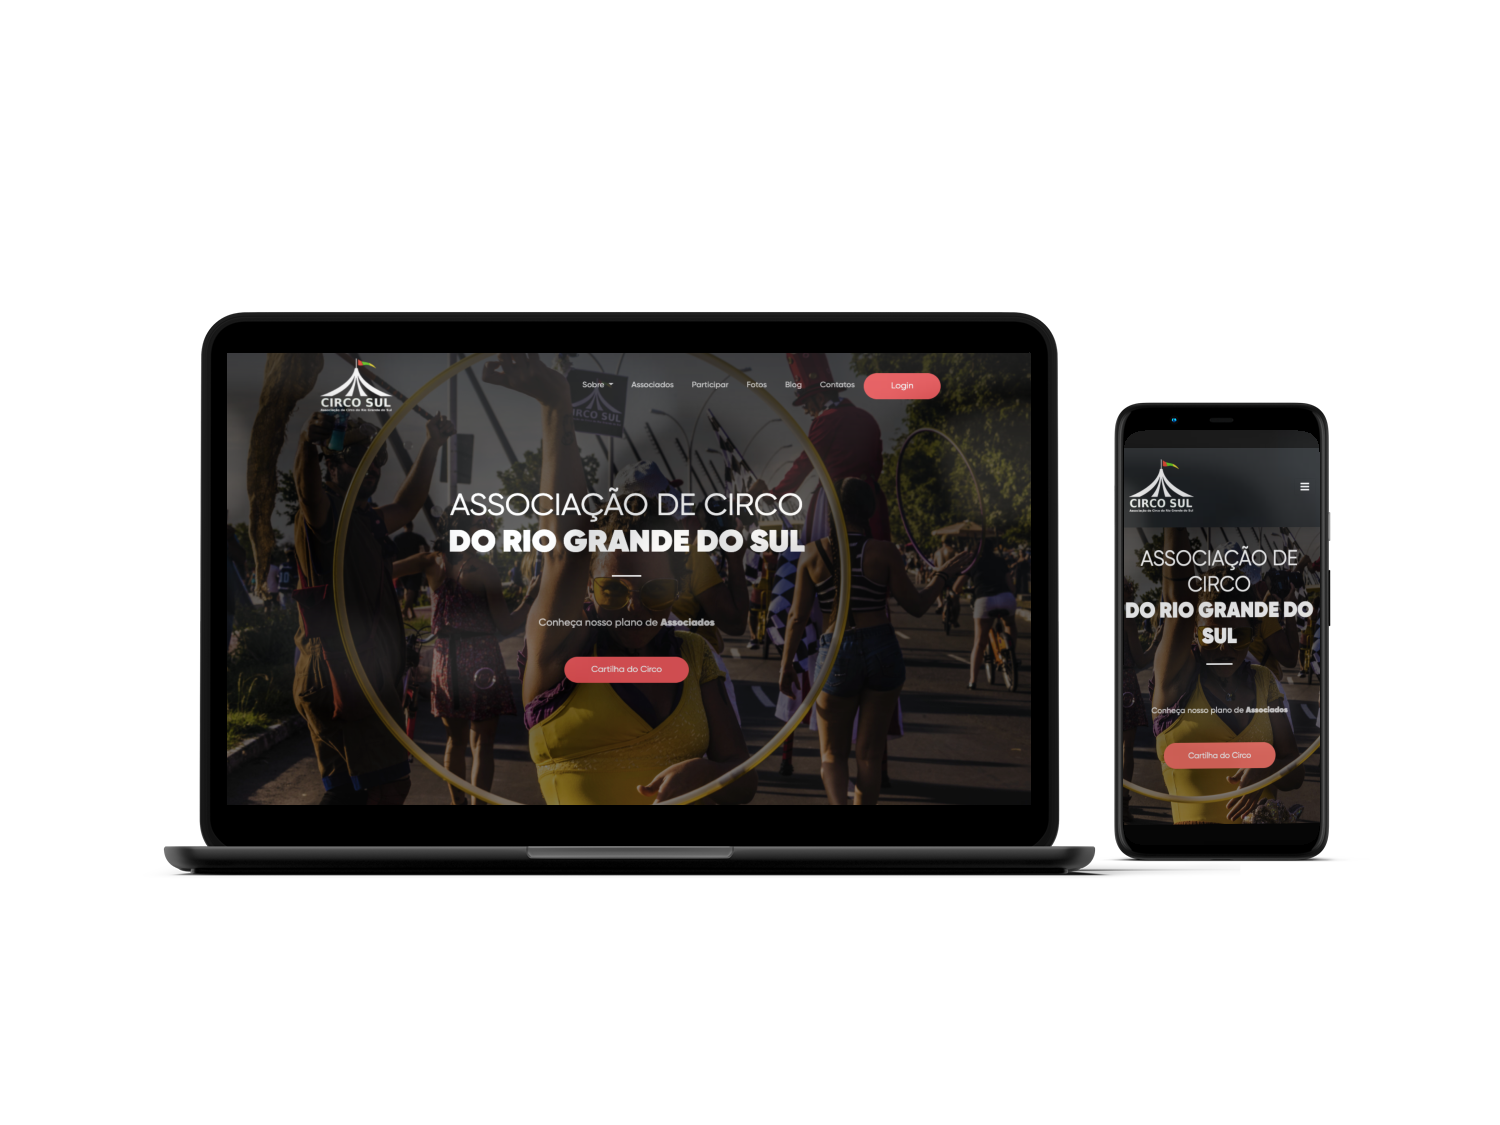 CIRCO SUL
Associação de Circo do Rio Grande do Sul
Sobre
Associados
Participar
Fotos
Blog
Contatos
Login
CIRCO SUL
ASSOCIAÇÃO DE CIRCO
DO RIO GRANDE DO SUL
Conheça nosso plano de Associados
Cartilha do Circo
CIRCO SUL
Associação de Circo do Rio Grande do Sul
ASSOCIAÇÃO DE
CIRCO
DO RIO GRANDE DO
SUL
Conheça nosso plano de Associados
Cartilha do Circo